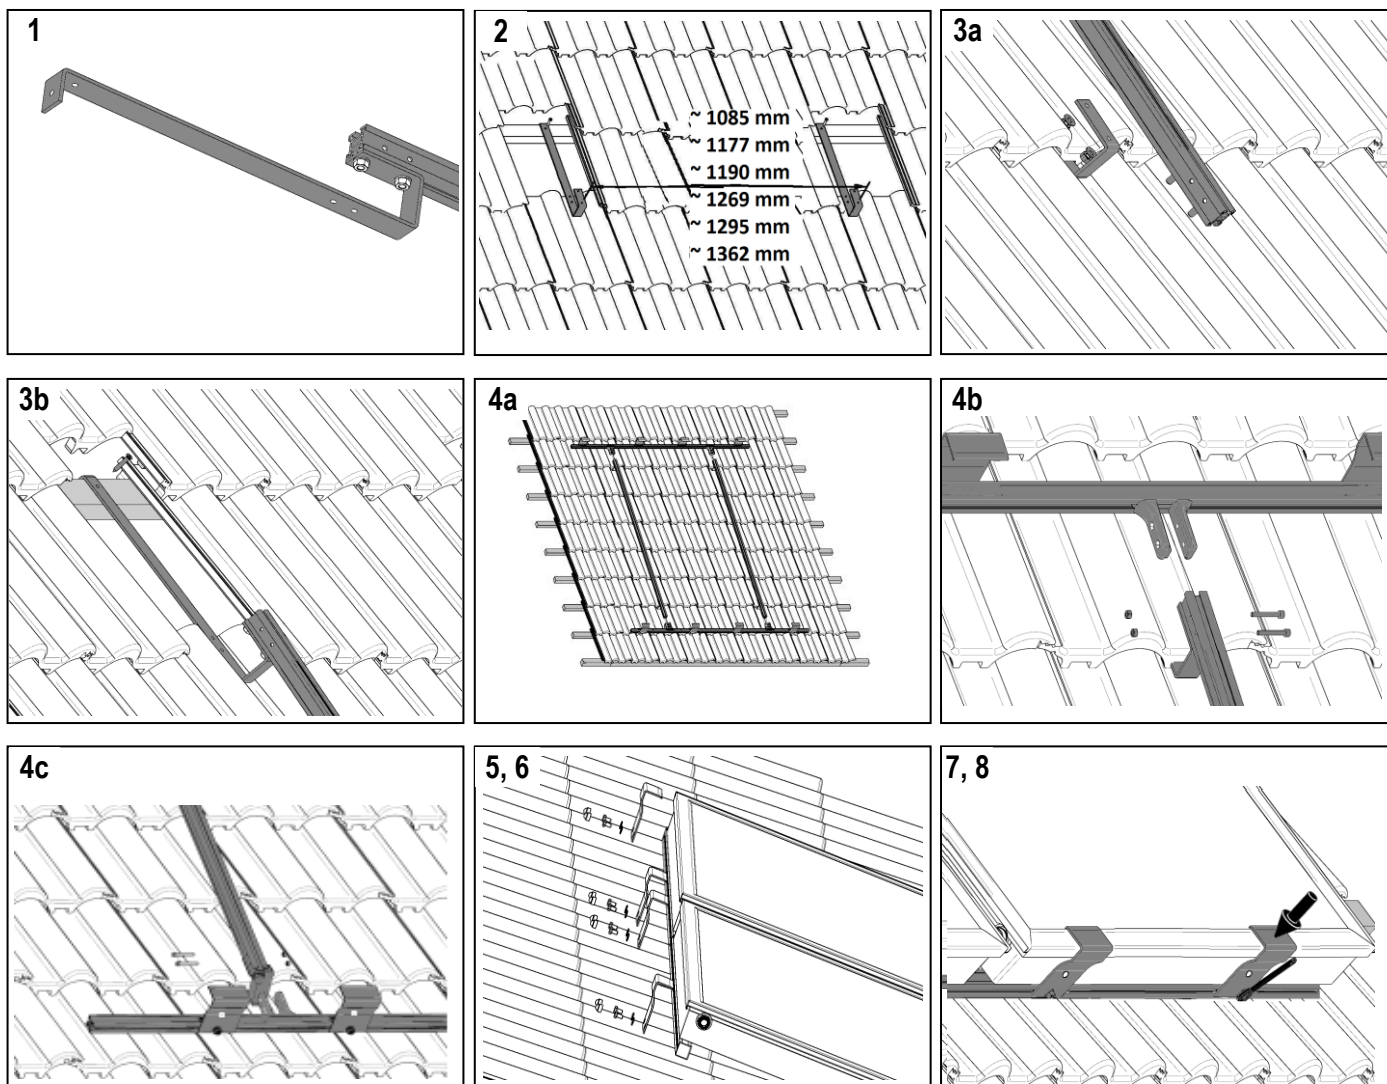 1
2
~ 1085 mm
~ 1177 mm
~ 1190 mm
~ 1269 mm
~ 1295 mm
~ 1362 mm
3a
3b
4a
4b
4c
5, 6
7, 8